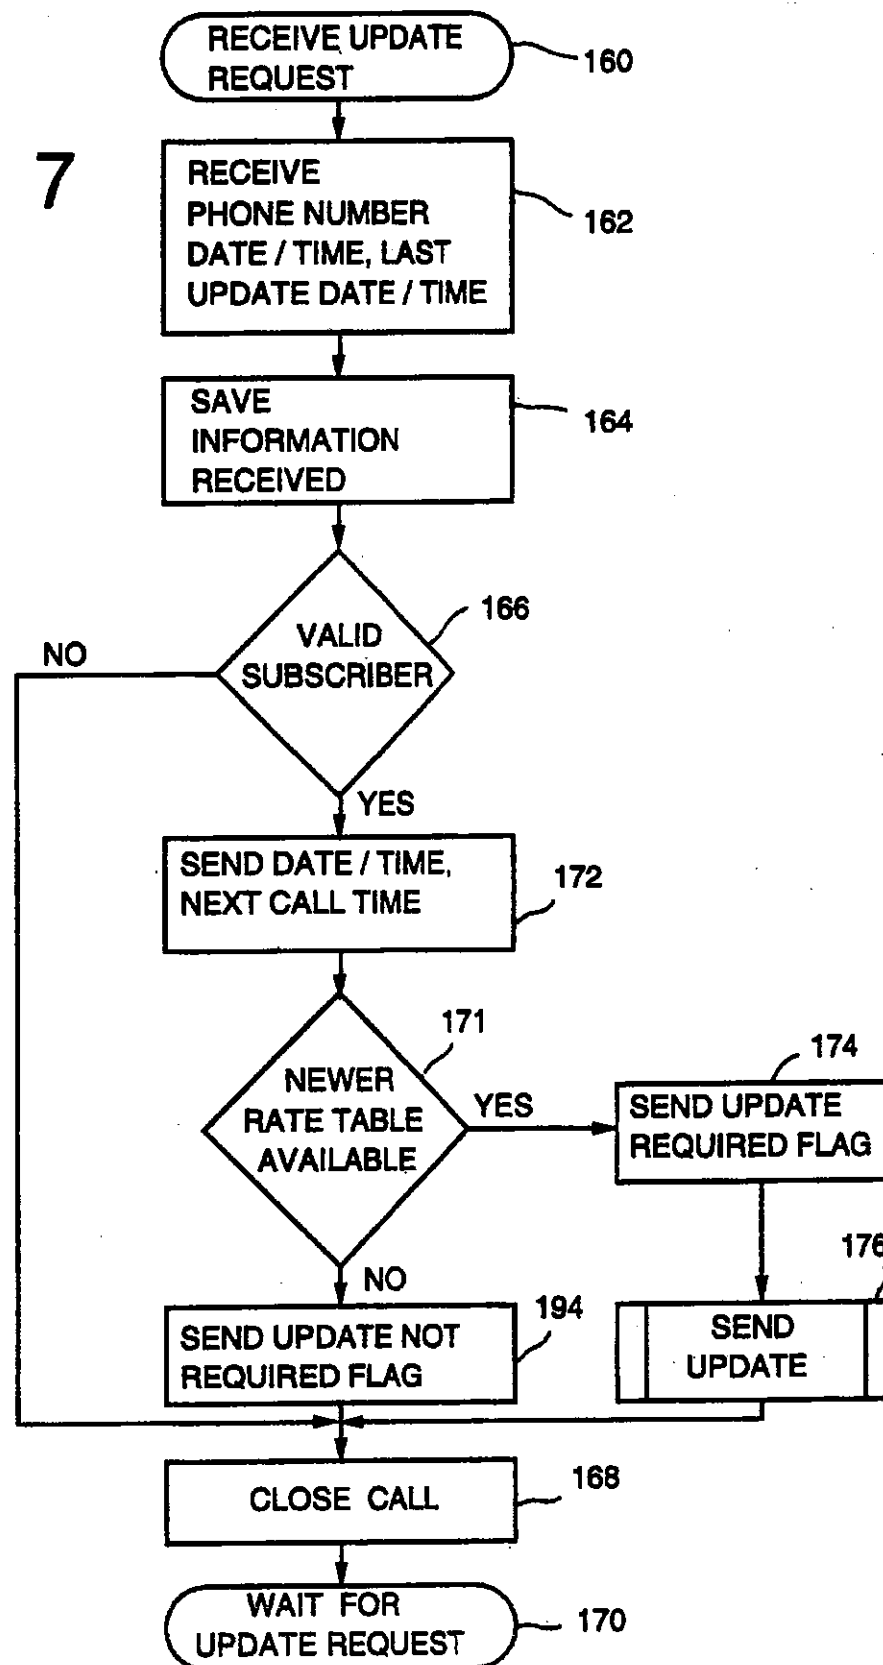 RECEIVE UPDATE
REQUEST
160
7
RECEIVE
PHONE NUMBER
DATE / TIME, LAST
UPDATE DATE / TIME
162
SAVE
INFORMATION
RECEIVED
164
VALID
SUBSCRIBER
166
NO
YES
SEND DATE / TIME,
NEXT CALL TIME
172
NEWER
RATE TABLE
AVAILABLE
171
YES
SEND UPDATE
REQUIRED FLAG
174
NO
SEND UPDATE NOT
REQUIRED FLAG
194
SEND
UPDATE
176
CLOSE CALL
168
WAIT FOR
UPDATE REQUEST
170